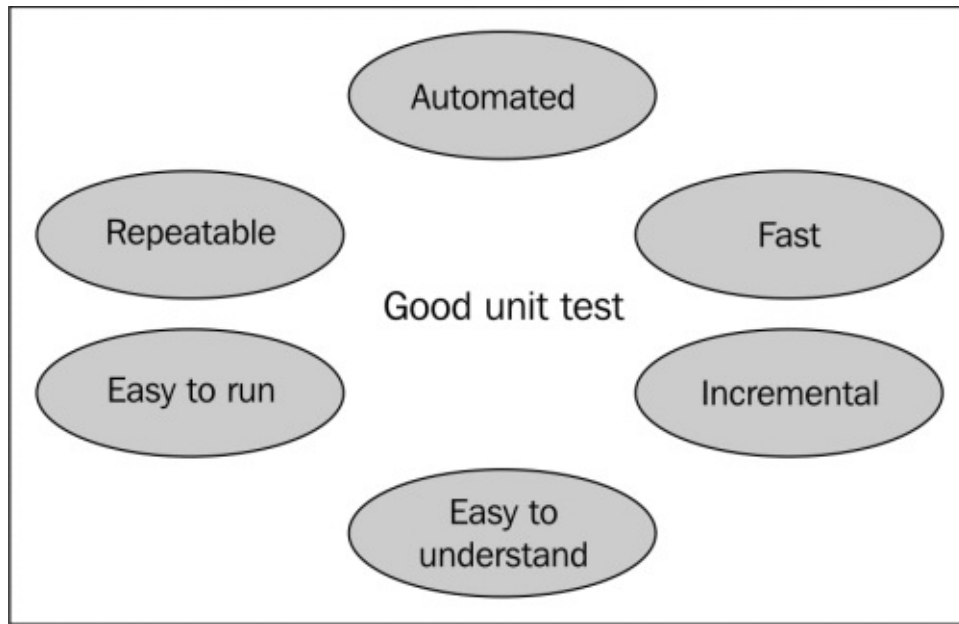 Automated
Repeatable
Fast
Good unit test
Easy to run
Incremental
Easy to
understand